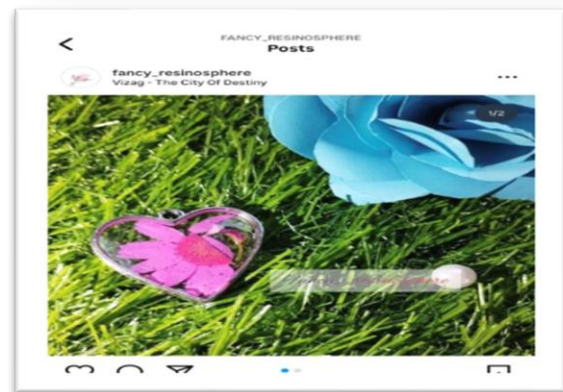 FANCY_RESINOSPHERE
Posts
fancy_resinosphere
Vizag - The City Of Destiny
1/2